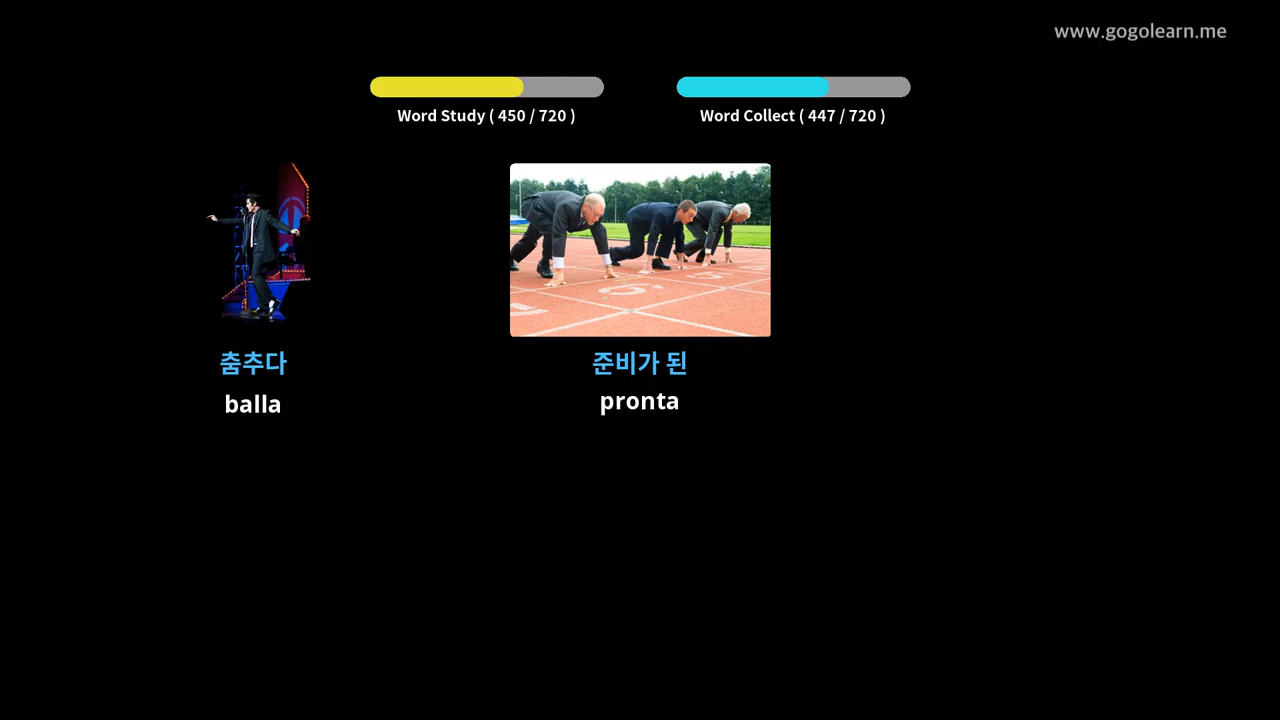 www.gogolearn.me
Word Study ( 450 / 720 )
Word Collect ( 447 / 720 )
춤추다
balla
준비가 된
pronta